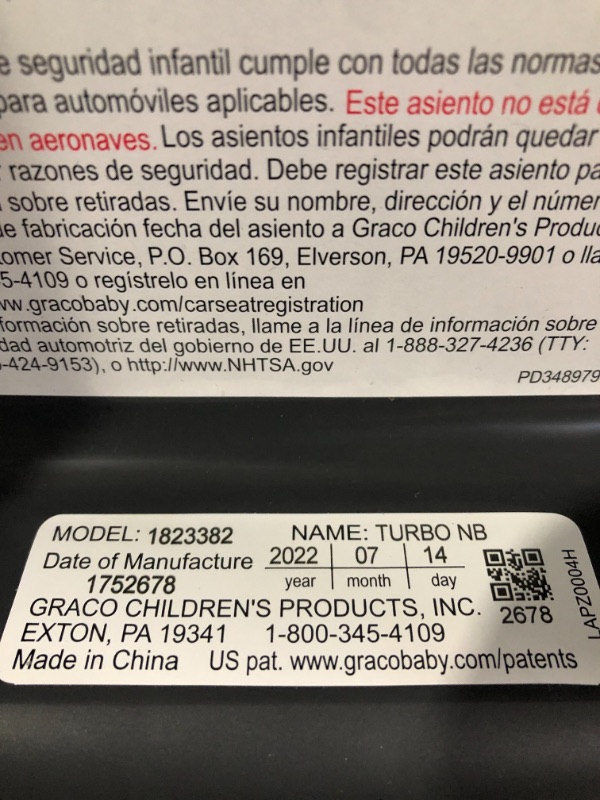 e seguridad infantil cumple con todas las normas
para automóviles aplicables. Este asiento no está
en aeronaves. Los asientos infantiles podrán quedar
razones de seguridad. Debe registrar este asiento pa
sobre retiradas. Envíe su nombre, dirección y el númer
de fabricación fecha del asiento a Graco Children's Produc
tomer Service, P.O. Box 169, Elverson, PA 19520-9901 o lla
5-4109 o regístrelo en línea en
ww.gracobaby.com/carseatregistration
formación sobre retiradas, llame a la línea de información sobre
dad automotriz del gobierno de EE.UU. al 1-888-327-4236 (TTY:
-424-9153), o http://www.NHTSA.gov
PD348979
MODEL: 1823382 NAME: TURBO NB
Date of Manufacture 2022 07 14
1752678 year month day
GRACO CHILDREN'S PRODUCTS, INC. 2678
EXTON, PA 19341 1-800-345-4109
Made in China US pat. www.gracobaby.com/patents
LAPZ0004H